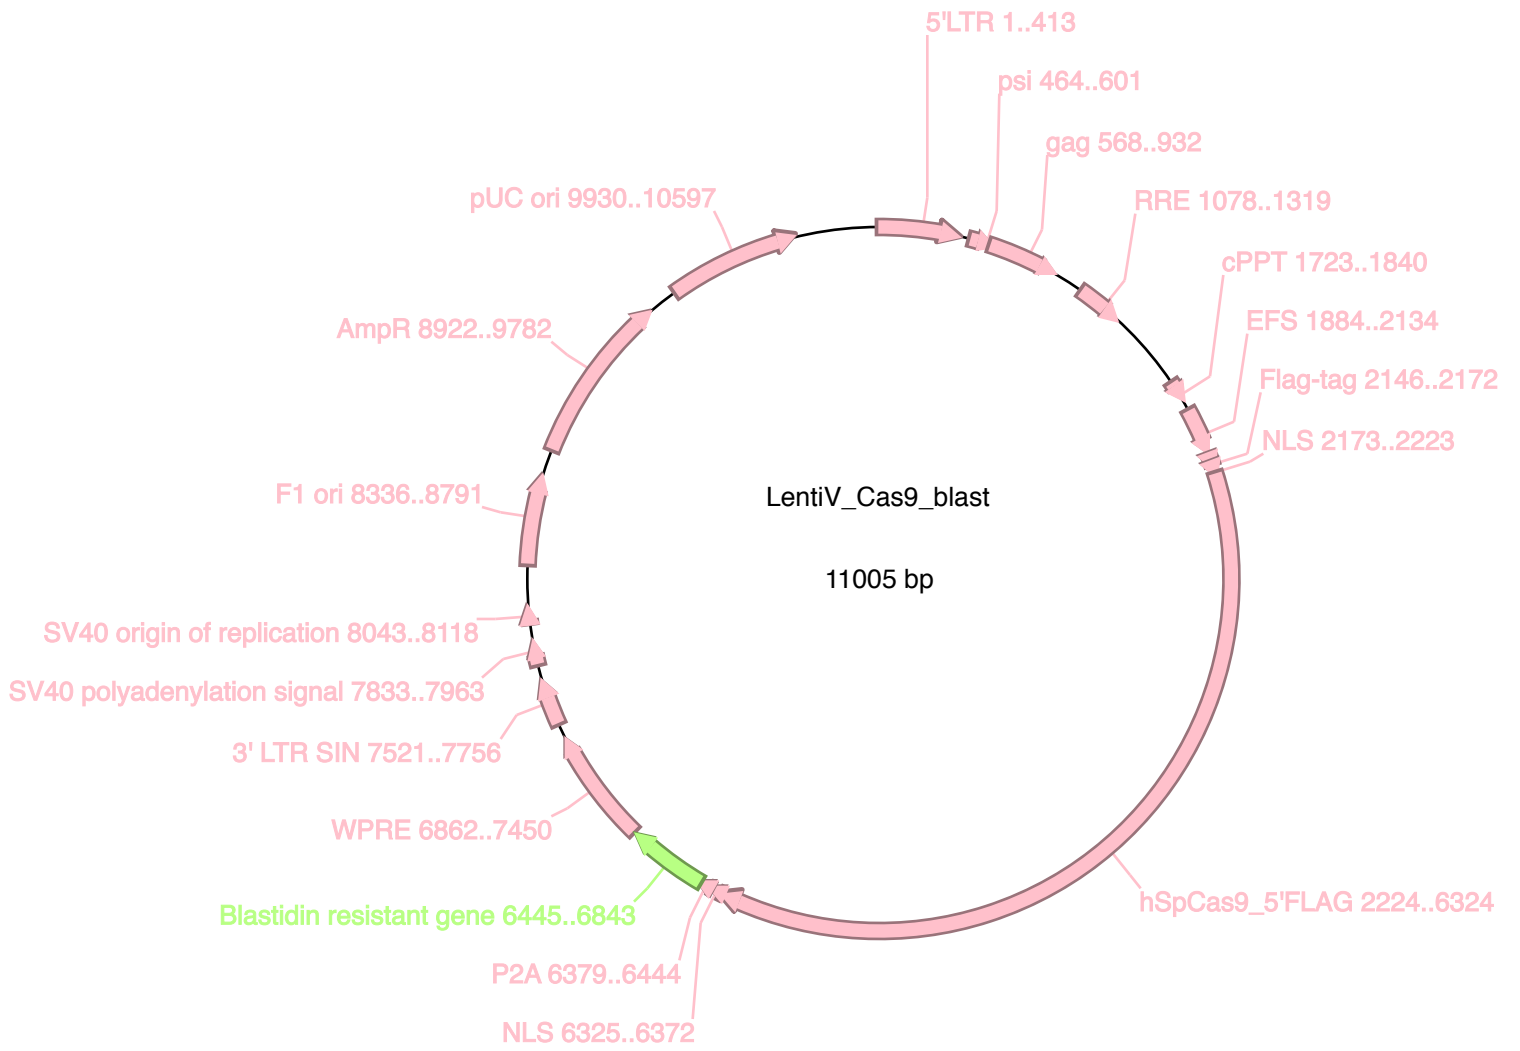 5'LTR 1..413
psi 464..601
gag 568..932
pUC ori 9930..10597
RRE 1078..1319
cPPT 1723..1840
EFS 1884..2134
AmpR 8922..9782
Flag-tag 2146..2172
NLS 2173..2223
F1 ori 8336..8791
LentiV_Cas9_blast
11005 bp
SV40 origin of replication 8043..8118
SV40 polyadenylation signal 7833..7963
3' LTR SIN 7521..7756
WPRE 6862..7450
hSpCas9_5'FLAG 2224..6324
Blastidin resistant gene 6445..6843
P2A 6379..6444
NLS 6325..6372